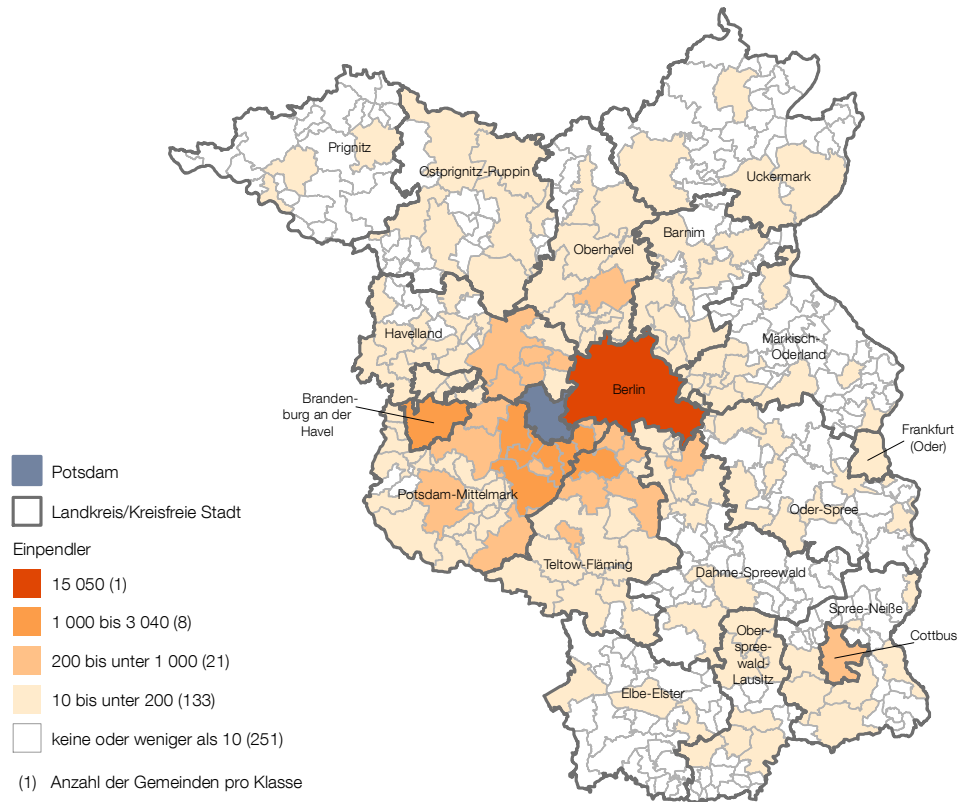 Prignitz
Ostprignitz-Ruppin
Uckermark
Barnim
Oberhavel
Havelland
Märkisch-
Oderland
Berlin
Branden-
burg an der
Havel
Frankfurt
(Oder)
Potsdam-Mittelmark
Oder-Spree
Teltow-Fläming
Dahme-Spreewald
Spree-Neiße
Cottbus
Ober-
spree-
wald-
Lausitz
Elbe-Elster
Potsdam
Landkreis/Kreisfreie Stadt
Einpendler
15 050 (1)
1 000 bis 3 040 (8)
200 bis unter 1 000 (21)
10 bis unter 200 (133)
keine oder weniger als 10 (251)
(1) Anzahl der Gemeinden pro Klasse